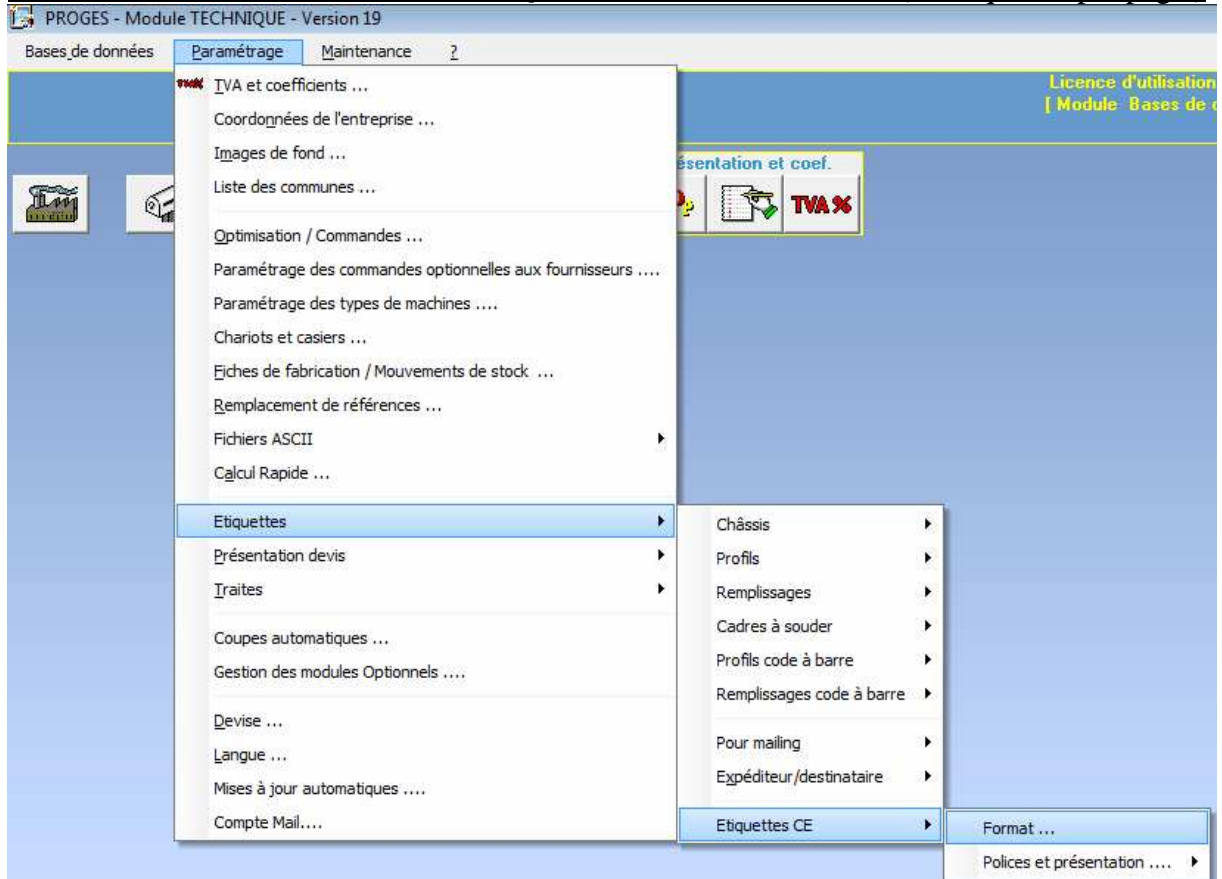 PROGES - Module TECHNIQUE - Version 19
Bases de données Paramétrage Maintenance ?
Licence d'utilisation
[ Module Bases de
TVA% TVA et coefficients ...
Coordonnées de l'entreprise ...
Images de fond ...
Liste des communes ...
ésentation et coef.
TVA %
Optimisation / Commandes ...
Paramétrage des commandes optionnelles aux fournisseurs ....
Paramétrage des types de machines ....
Chariots et casiers ...
Fiches de fabrication / Mouvements de stock ...
Remplacement de références ...
Fichiers ASCII
Calcul Rapide ...
Etiquettes
Présentation devis
Traites
Coupes automatiques ...
Gestion des modules Optionnels ....
Devise ...
Langue ...
Mises à jour automatiques ....
Compte Mail....
Châssis
Profils
Remplissages
Cadres à souder
Profils code à barre
Remplissages code à barre
Pour mailing
Expéditeur/destinataire
Etiquettes CE
Format ...
Polices et présentation ....